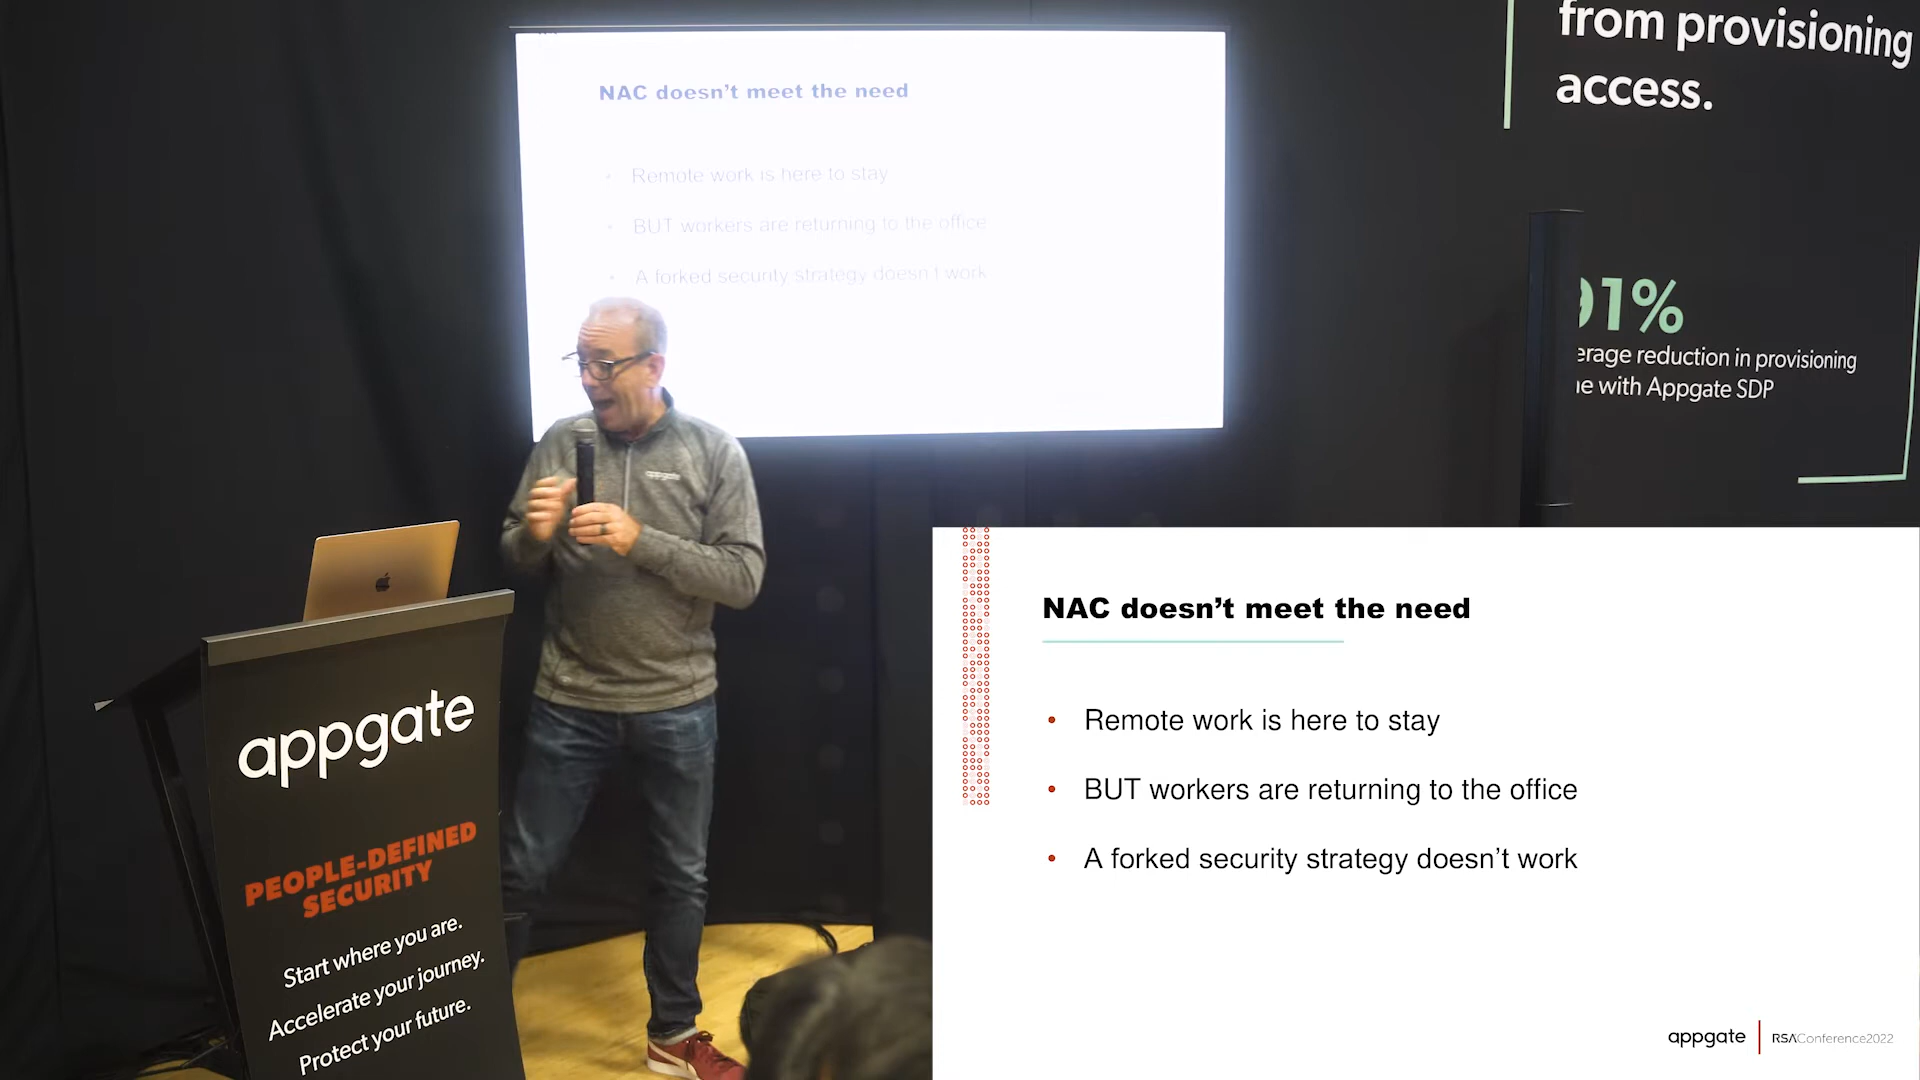 NAC doesn't meet the need
• Remote work is here to stay
• BUT workers are returning to the office
• A forked security strategy doesn't work
from provisioning
access.
91%
erage reduction in provisioning
with Appgate SDP
appgate
appgate
PEOPLE-DEFINED
SECURITY
Start where you are.
Accelerate your journey.
Protect your future.
NAC doesn’t meet the need
• Remote work is here to stay
• BUT workers are returning to the office
• A forked security strategy doesn’t work
appgate | RSAConference2022